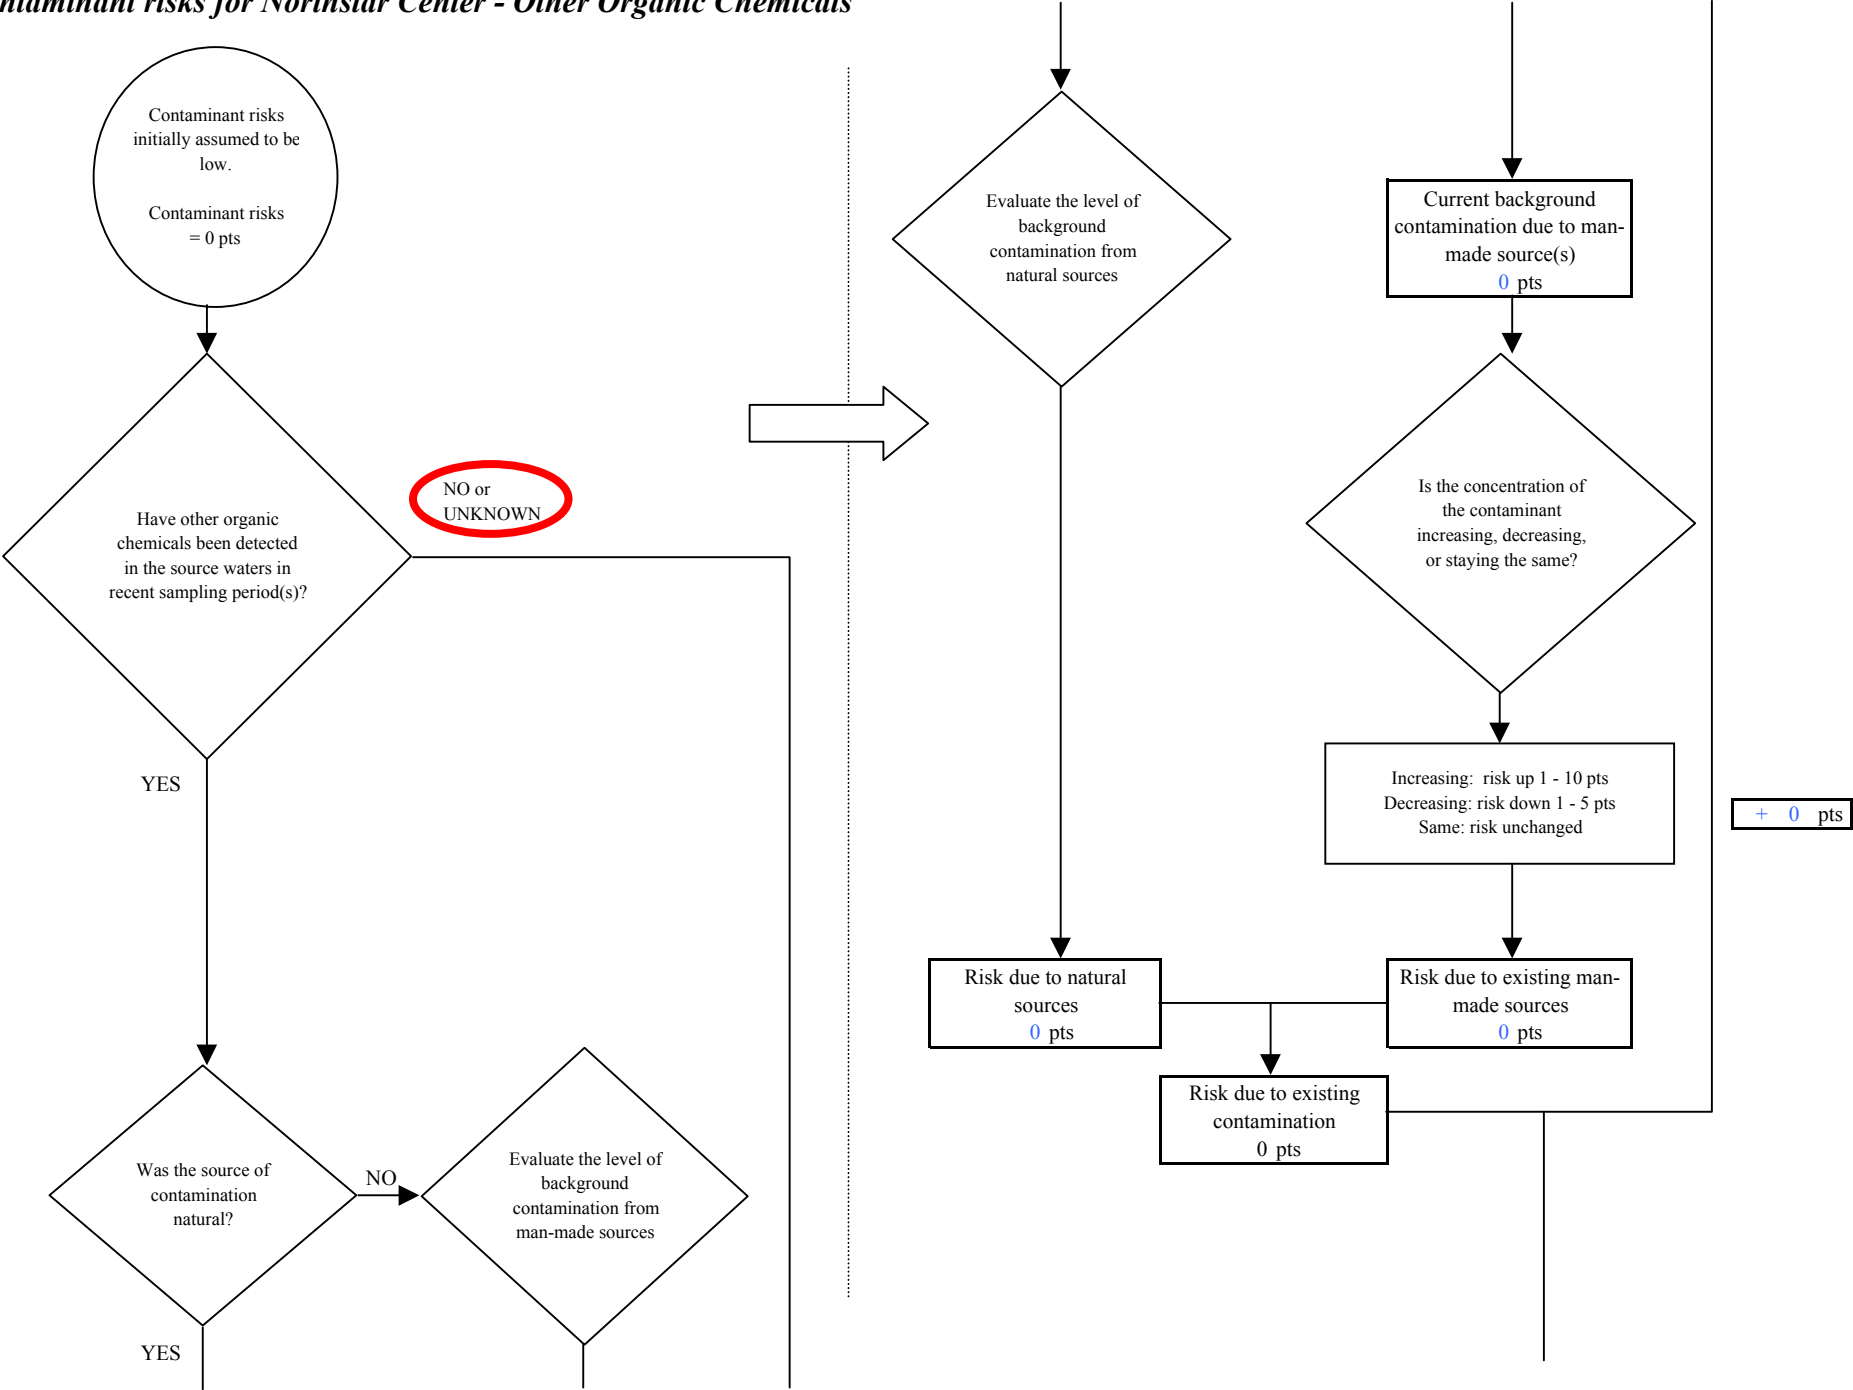 ntaminant risks for Northstar Center - Other Organic Chemicals
Contaminant risks
initially assumed to be
low.
Contaminant risks
= 0 pts
Have other organic
chemicals been detected
in the source waters in
recent sampling period(s)?
NO or
UNKNOWN
YES
Was the source of
contamination
natural?
NO
Evaluate the level of
background
contamination from
man-made sources
YES
Evaluate the level of
background
contamination from
natural sources
Current background
contamination due to man-
made source(s)
0 pts
Is the concentration of
the contaminant
increasing, decreasing,
or staying the same?
Increasing: risk up 1 - 10 pts
Decreasing: risk down 1 - 5 pts
Same: risk unchanged
+ 0 pts
Risk due to natural
sources
0 pts
Risk due to existing man-
made sources
0 pts
Risk due to existing
contamination
0 pts